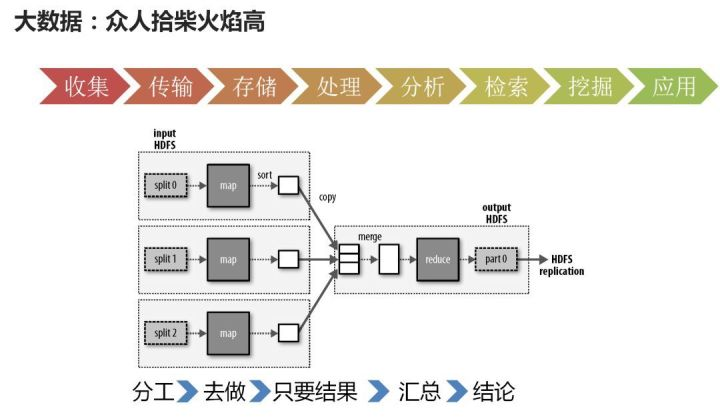 大数据：众人拾柴火焰高
收集 传输 存储 处理 分析 检索 挖掘 应用
input
HDFS
split 0 map sort
copy
split 1 map
split 2 map
merge
reduce
output
HDFS
part 0
HDFS
replication
分工 去做 只要结果 汇总 结论